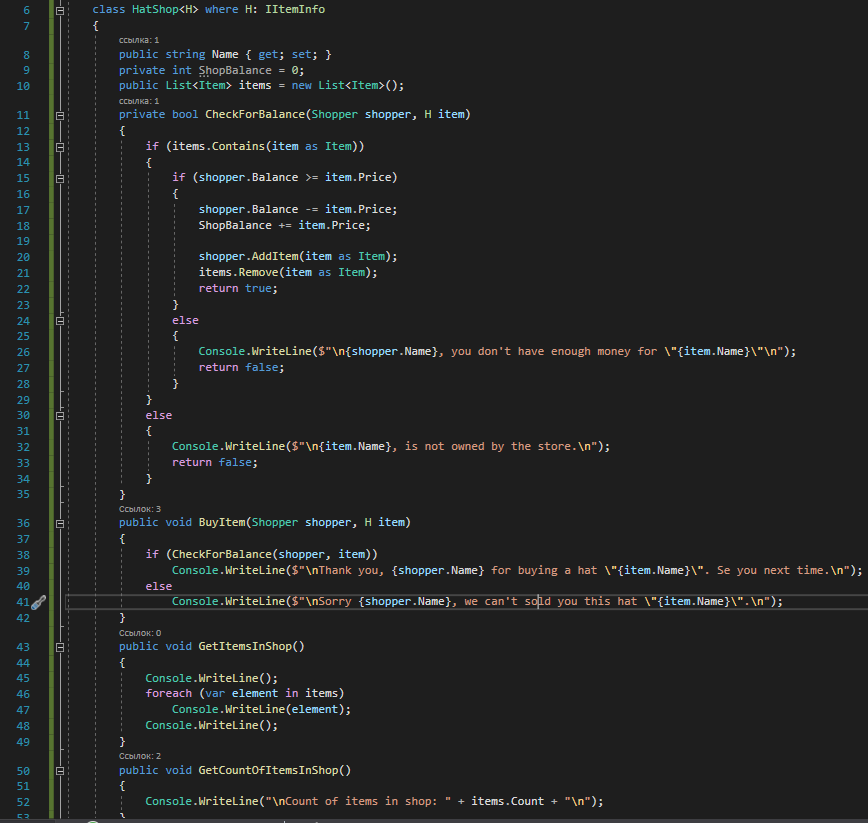 6 class HatShop<H> where H: IItemInfo
7 {
ссылка: 1
8 public string Name { get; set; }
9 private int ShopBalance = 0;
10 public List<Item> items = new List<Item>();
ссылка: 1
11 private bool CheckForBalance(Shopper shopper, H item)
12 {
13 if (items.Contains(item as Item))
14 {
15 if (shopper.Balance >= item.Price)
16 {
17 shopper.Balance -= item.Price;
18 ShopBalance += item.Price;
19
20 shopper.AddItem(item as Item);
21 items.Remove(item as Item);
22 return true;
23 }
24 else
25 {
26 Console.WriteLine($"\n{shopper.Name}, you don't have enough money for \"{item.Name}\"\n");
27 return false;
28 }
29 }
30 else
31 {
32 Console.WriteLine($"\n{item.Name}, is not owned by the store.\n");
33 return false;
34 }
35 }
Ссылок: 3
36 public void BuyItem(Shopper shopper, H item)
37 {
38 if (CheckForBalance(shopper, item))
39 Console.WriteLine($"\nThank you, {shopper.Name} for buying a hat \"{item.Name}\". Se you next time.\n");
40 else
41 Console.WriteLine($"\nSorry {shopper.Name}, we can't sold you this hat \"{item.Name}\".\n");
42 }
Ссылок: 0
43 public void GetItemsInShop()
44 {
45 Console.WriteLine();
46 foreach (var element in items)
47 Console.WriteLine(element);
48 Console.WriteLine();
49 }
Ссылок: 2
50 public void GetCountOfItemsInShop()
51 {
52 Console.WriteLine("\nCount of items in shop: " + items.Count + "\n");
53 }